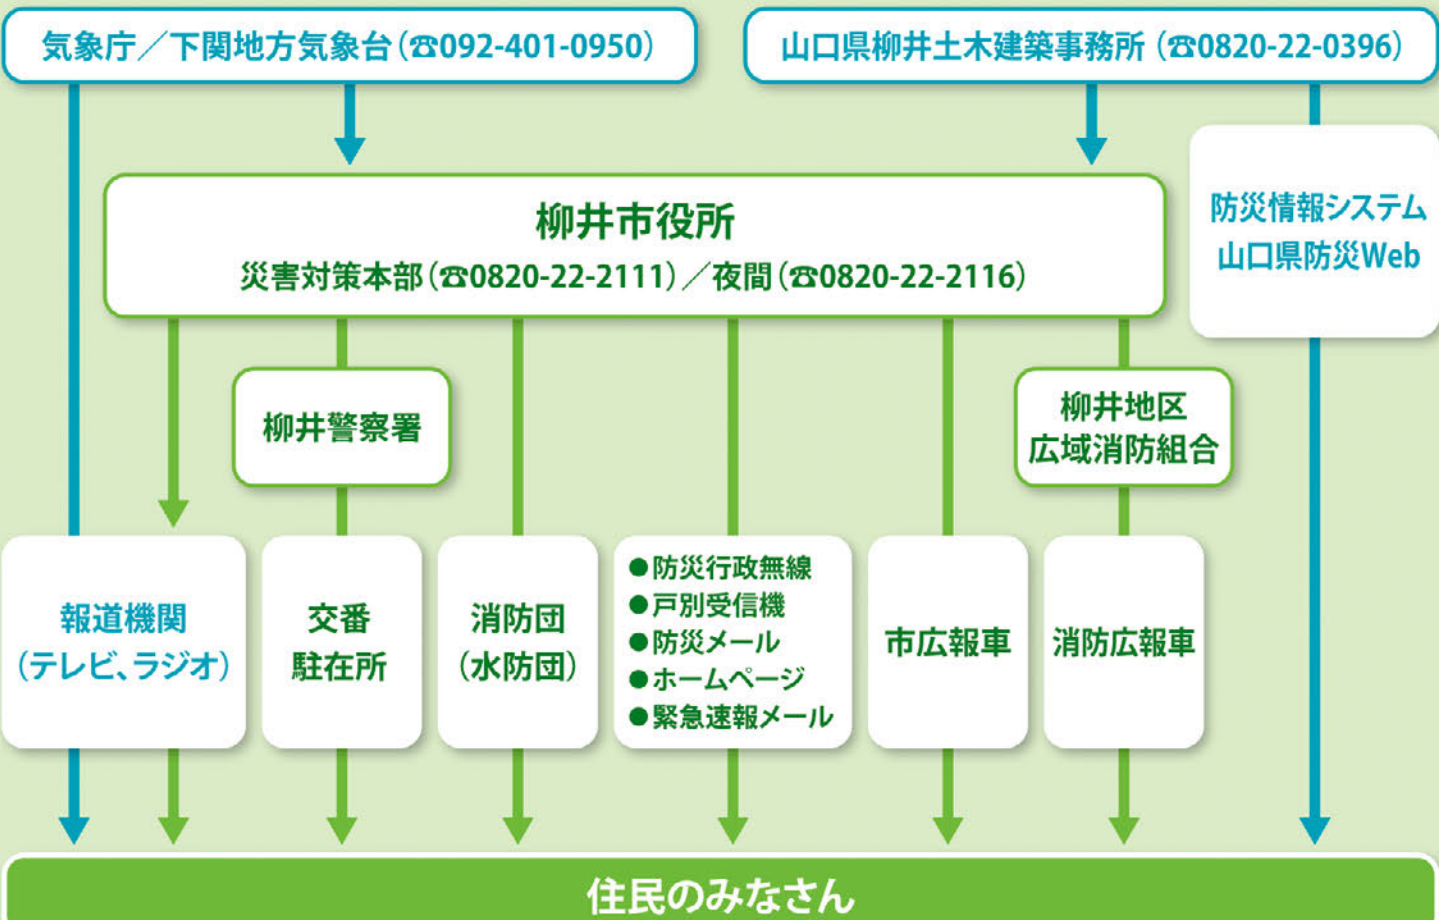 気象庁／下関地方気象台(☎092-401-0950)
山口県柳井土木建築事務所(☎0820-22-0396)
柳井市役所
災害対策本部(☎0820-22-2111)／夜間(☎0820-22-2116)
防災情報システム
山口県防災Web
柳井警察署
柳井地区
広域消防組合
報道機関
(テレビ、ラジオ)
交番
駐在所
消防団
(水防団)
●防災行政無線
●戸別受信機
●防災メール
●ホームページ
●緊急速報メール
市広報車
消防広報車
住民のみなさん